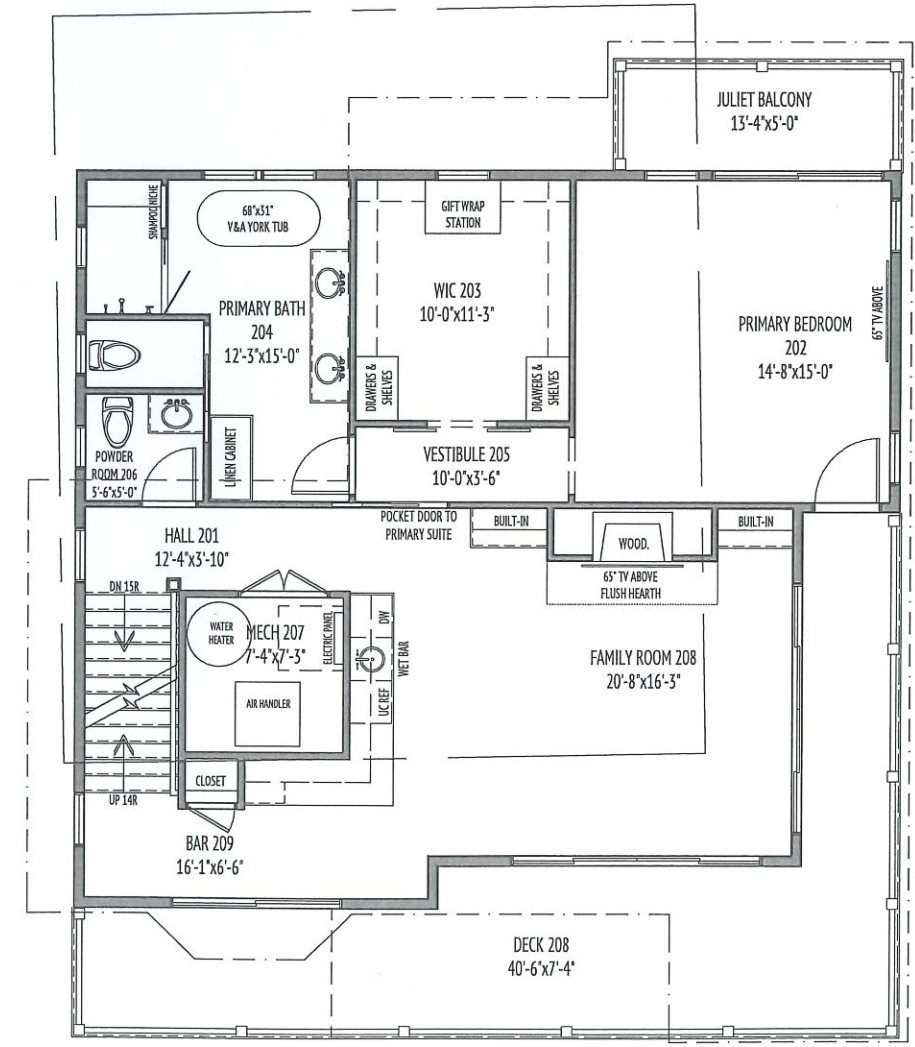 JULIET BALCONY
13'-4"x5'-0"
SHAMPOO NICHE
68"x31"
V&A YORK TUB
GIFT WRAP
STATION
WIC 203
10'-0"x11'-3"
PRIMARY BATH
204
12'-3"x15'-0"
PRIMARY BEDROOM
202
14'-8"x15'-0"
65" TV ABOVE
DRAWERS &
SHELVES
DRAWERS &
SHELVES
LINEN CABINET
POWDER
ROOM 206
5'-6"x5'-0"
VESTIBULE 205
10'-0"x3'-6"
POCKET DOOR TO
PRIMARY SUITE
BUILT-IN
BUILT-IN
WOOD.
65" TV ABOVE
FLUSH HEARTH
HALL 201
12'-4"x3'-10"
DN 15R
WATER
HEATER
MECH 207
7'-4"x7'-3"
ELECTRIC PANEL
DW
WET BAR
UC REF
AIR HANDLER
FAMILY ROOM 208
20'-8"x16'-3"
CLOSET
UP 14R
BAR 209
16'-1"x6'-6"
DECK 208
40'-6"x7'-4"